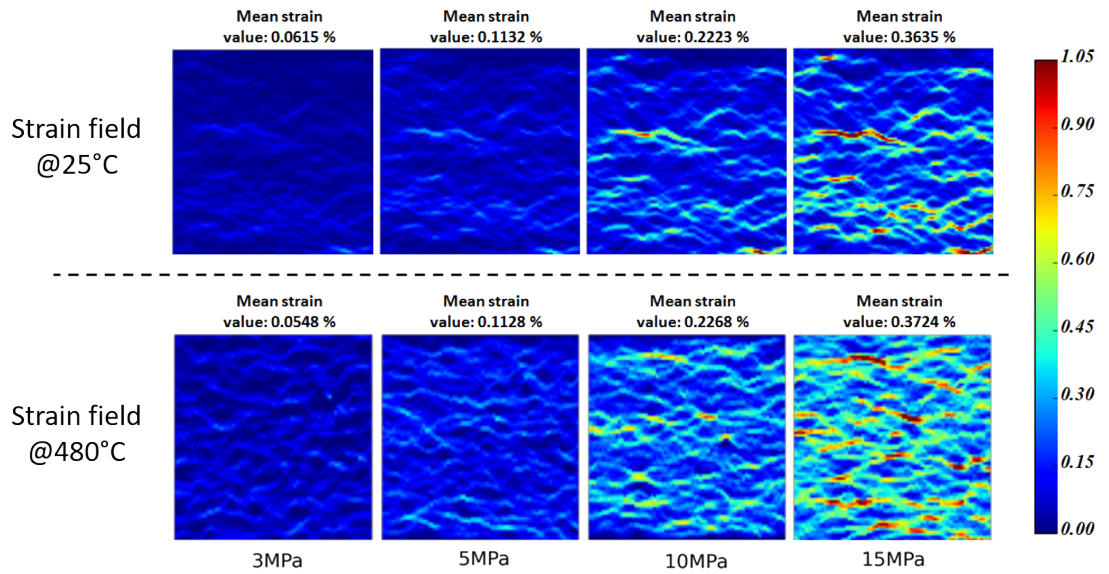 Mean strain
value: 0.0615 %
Mean strain
value: 0.1132 %
Mean strain
value: 0.2223 %
Mean strain
value: 0.3635 %
Strain field
@25°C
1.05
0.90
0.75
0.60
0.45
0.30
0.15
0.00
Mean strain
value: 0.0548 %
Mean strain
value: 0.1128 %
Mean strain
value: 0.2268 %
Mean strain
value: 0.3724 %
Strain field
@480°C
3MPa
5MPa
10MPa
15MPa